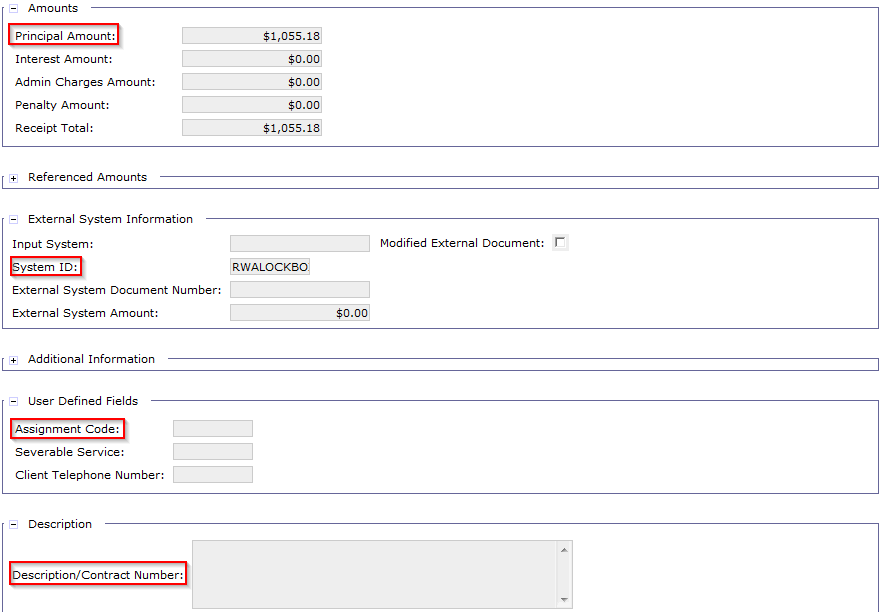 Amounts
Principal Amount: $1,055.18
Interest Amount: $0.00
Admin Charges Amount: $0.00
Penalty Amount: $0.00
Receipt Total: $1,055.18
Referenced Amounts
External System Information
Input System: Modified External Document:
System ID: RWALOCKBO
External System Document Number:
External System Amount: $0.00
Additional Information
User Defined Fields
Assignment Code:
Severable Service:
Client Telephone Number:
Description
Description/Contract Number: